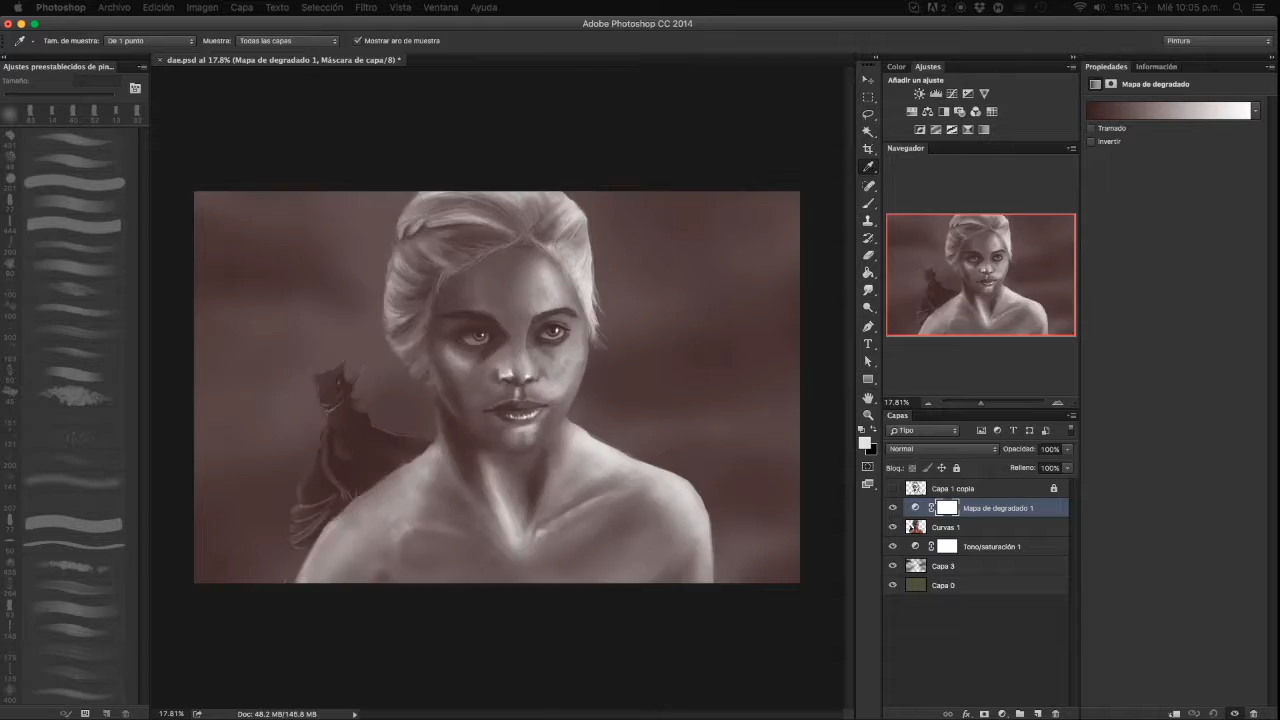 Photoshop Archivo Edición Imagen Capa Texto Selección Filtro Vista Ventana Ayuda
2 51% Mié 10:05 p.m.
Adobe Photoshop CC 2014
Tam. de muestra: De 1 punto Muestra: Todas las capas Mostrar aro de muestra Pintura
Ajustes preestablecidos de pin...
dae.psd al 17.8% (Mapa de degradado 1, Máscara de capa/8) *
Color Ajustes
Propiedades Información
Tamaño:
Añadir un ajuste
Mapa de degradado
Tramado
Invertir
Navegador
17.81%
Capas
Tipo
Normal Opacidad: 100%
Bloq.: Relleno: 100%
Capa 1 copia
Mapa de degradado 1
Curvas 1
Tono/saturación 1
Capa 3
Capa 0
17.81% Doc: 48.2 MB/145.8 MB